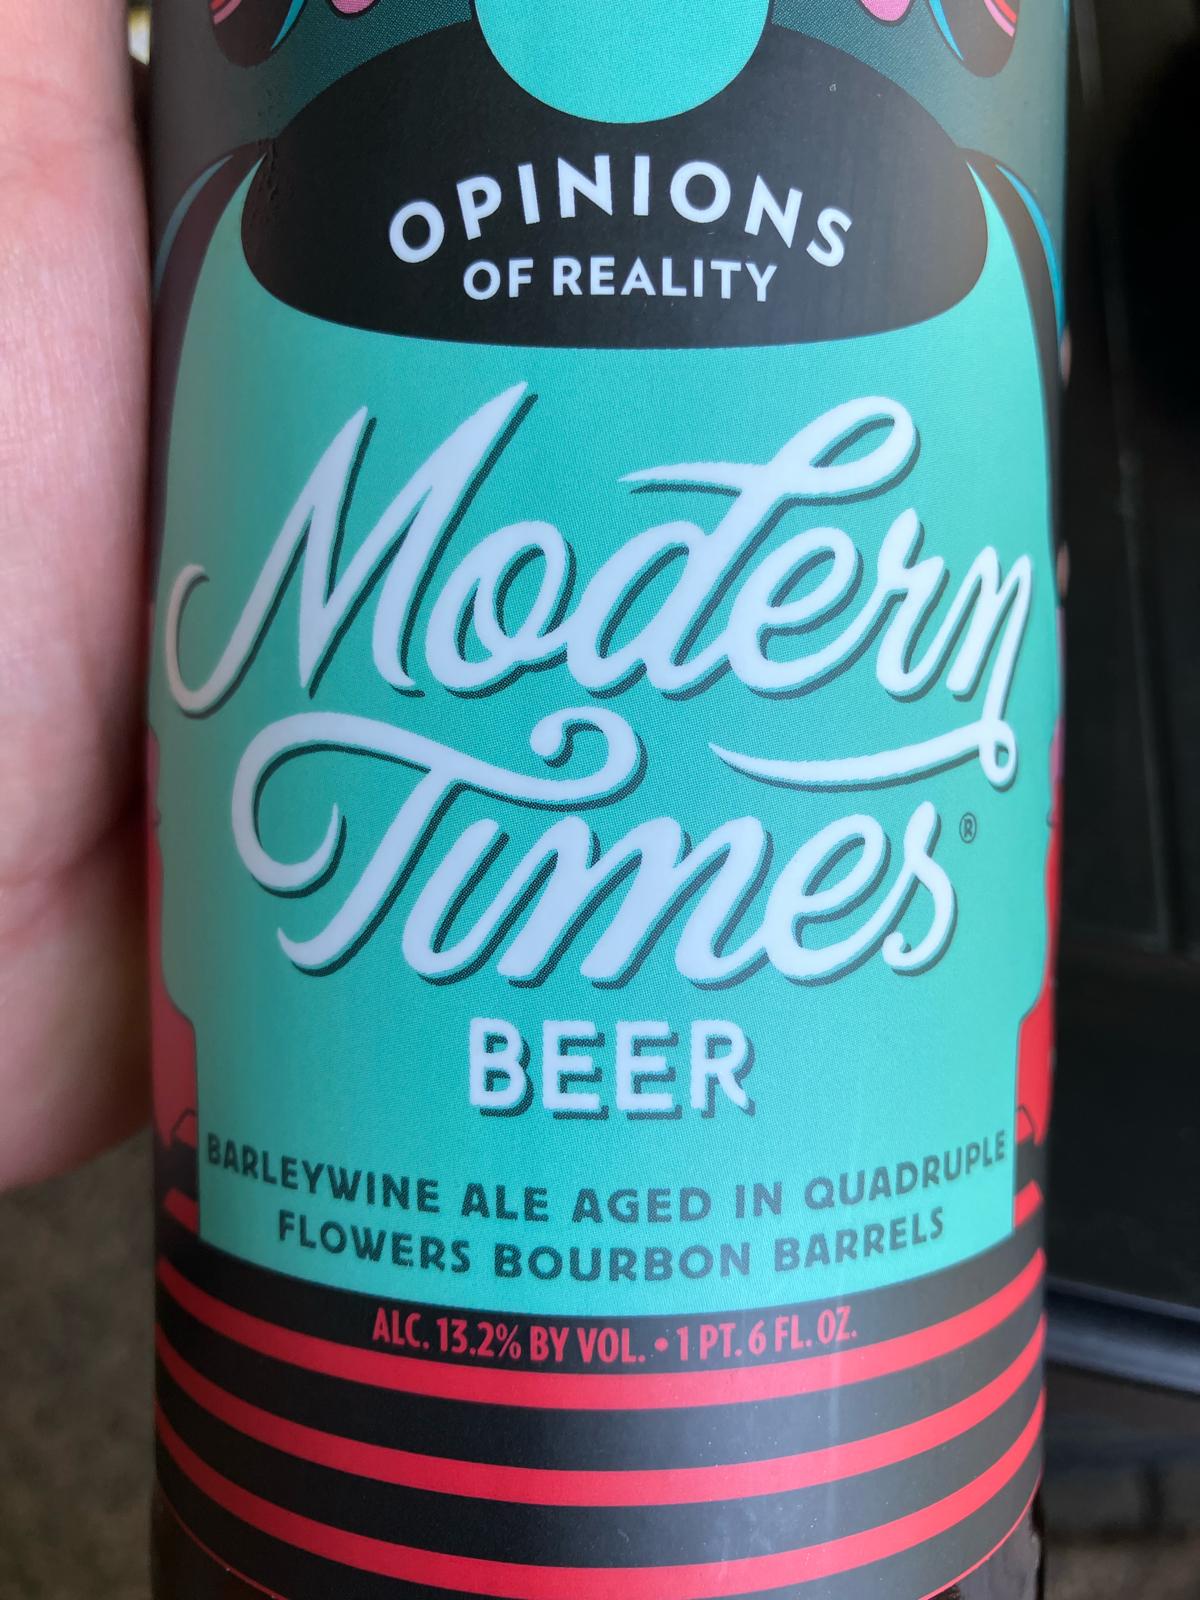 OPINIONS
OF REALITY
Modern
Times®
BEER
BARLEYWINE ALE AGED IN QUADRUPLE
FLOWERS BOURBON BARRELS
ALC. 13.2% BY VOL. • 1 PT. 6 FL. OZ.